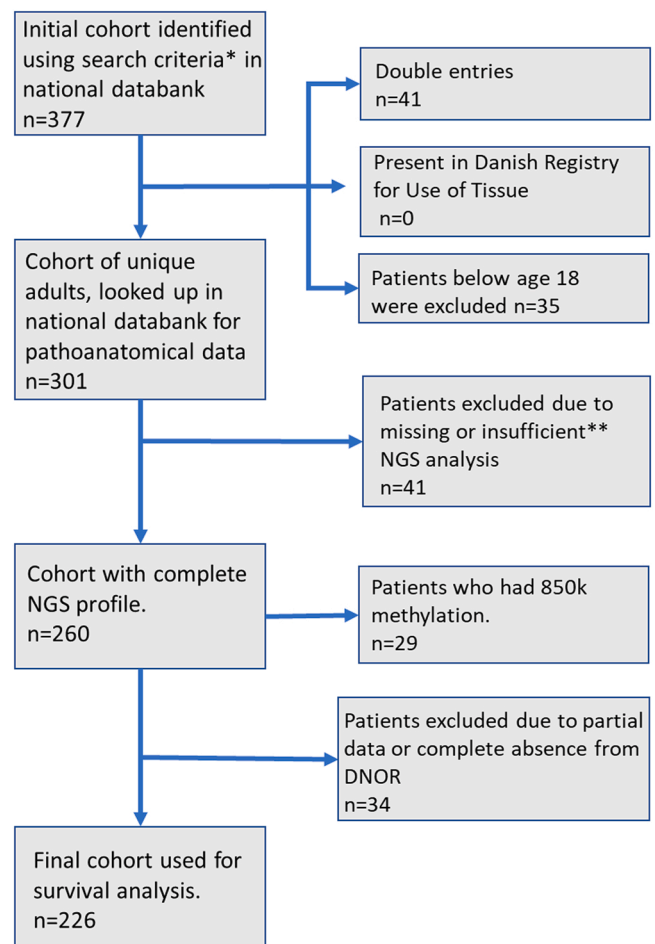 Initial cohort identified
using search criteria* in
national databank
n=377
Double entries
n=41
Present in Danish Registry
for Use of Tissue
n=0
Patients below age 18
were excluded n=35
Cohort of unique
adults, looked up in
national databank for
pathoanatomical data
n=301
Patients excluded due to
missing or insufficient**
NGS analysis
n=41
Cohort with complete
NGS profile.
n=260
Patients who had 850k
methylation.
n=29
Patients excluded due to partial
data or complete absence from
DNOR
n=34
Final cohort used for
survival analysis.
n=226